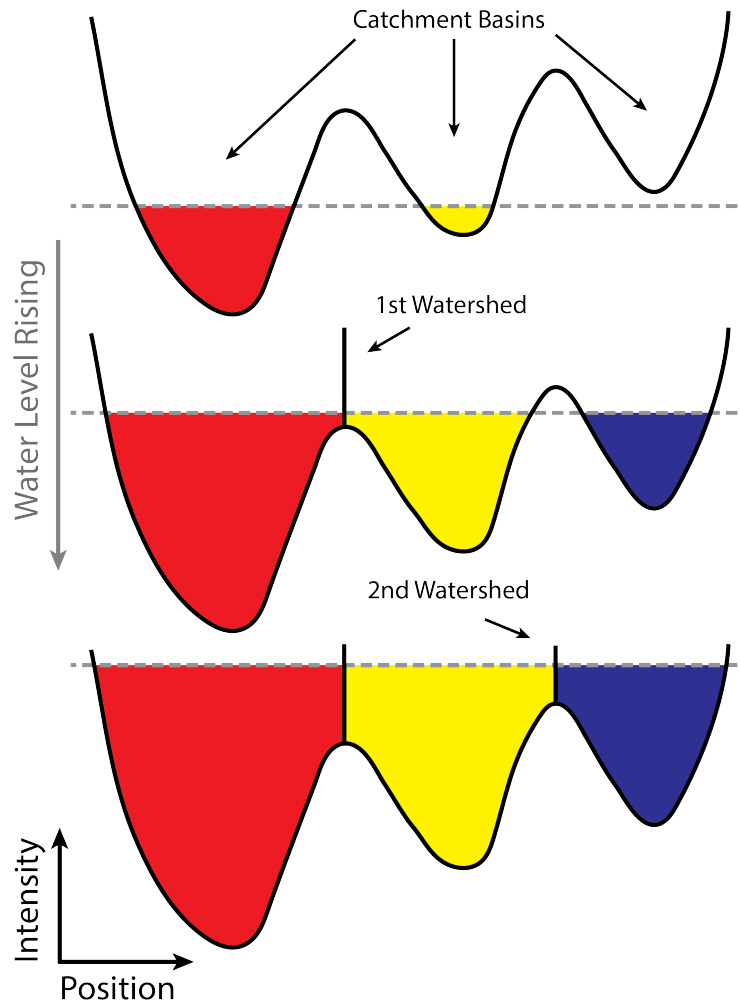 Catchment Basins
Water Level Rising
1st Watershed
2nd Watershed
Intensity
Position